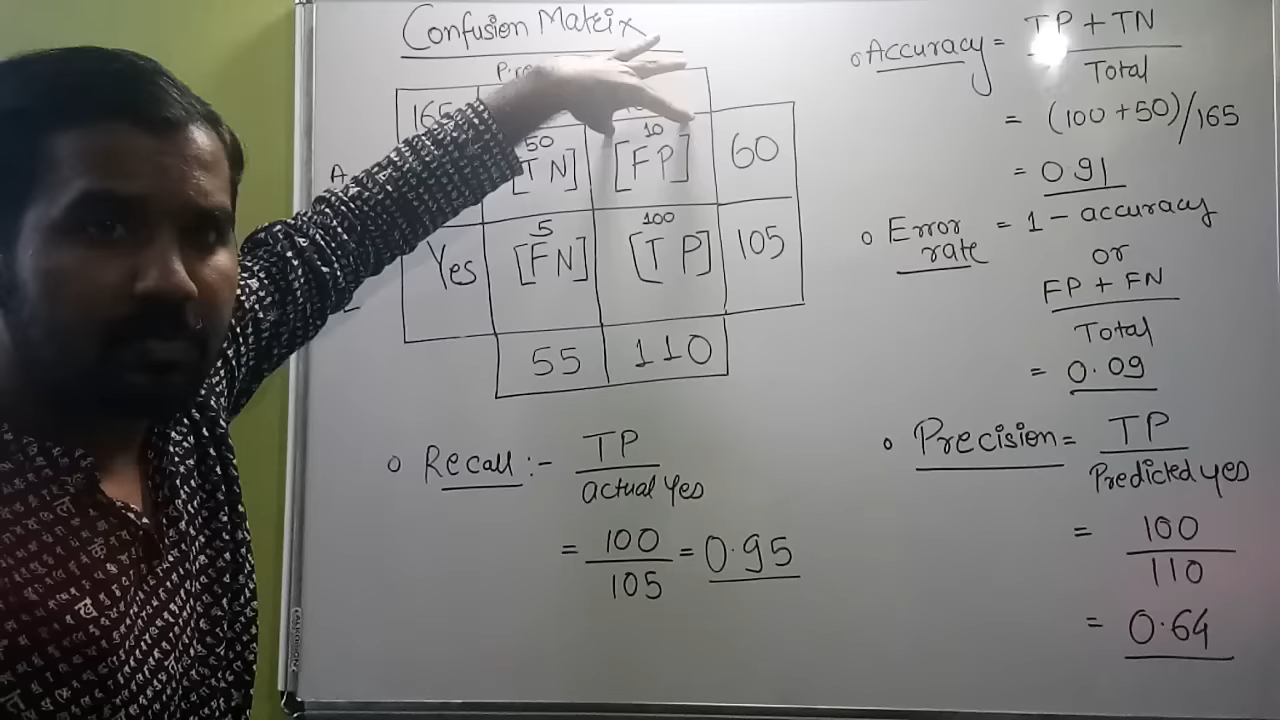 Confusion Matrix
165
50 10
[TN] [FP] 60
5 100
Yes [FN] [TP] 105
55 110
Recall :- TP
actual Yes
= 100 = 0.95
105
Accuracy = TP + TN
Total
= (100 + 50)/165
= 0.91
Error rate = 1 - accuracy
or
FP + FN
Total
= 0.09
Precision = TP
Predicted yes
= 100
110
= 0.64